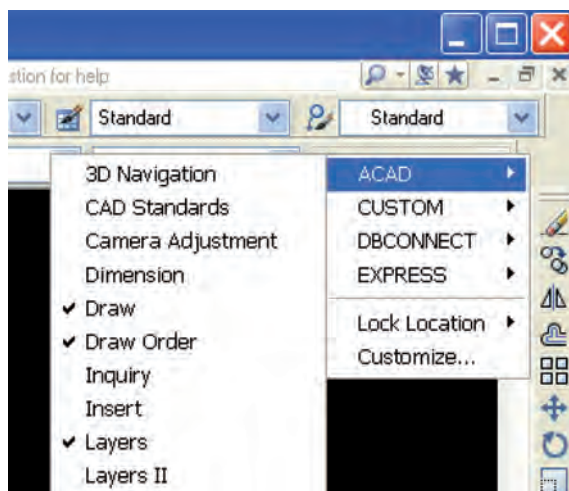 stion for help
Standard
Standard
3D Navigation
CAD Standards
Camera Adjustment
Dimension
Draw
Draw Order
Inquiry
Insert
Layers
Layers II
ACAD
CUSTOM
DBCONNECT
EXPRESS
Lock Location
Customize...